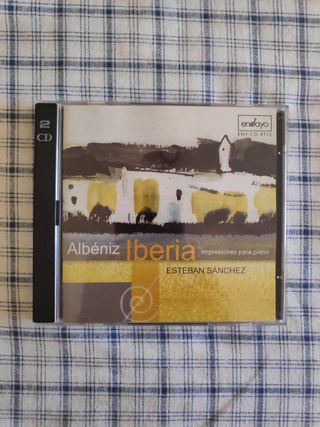 2
CD
ensayo
ENY-CD-9712
Albéniz Iberia Impresiones para piano
ESTEBAN SÁNCHEZ